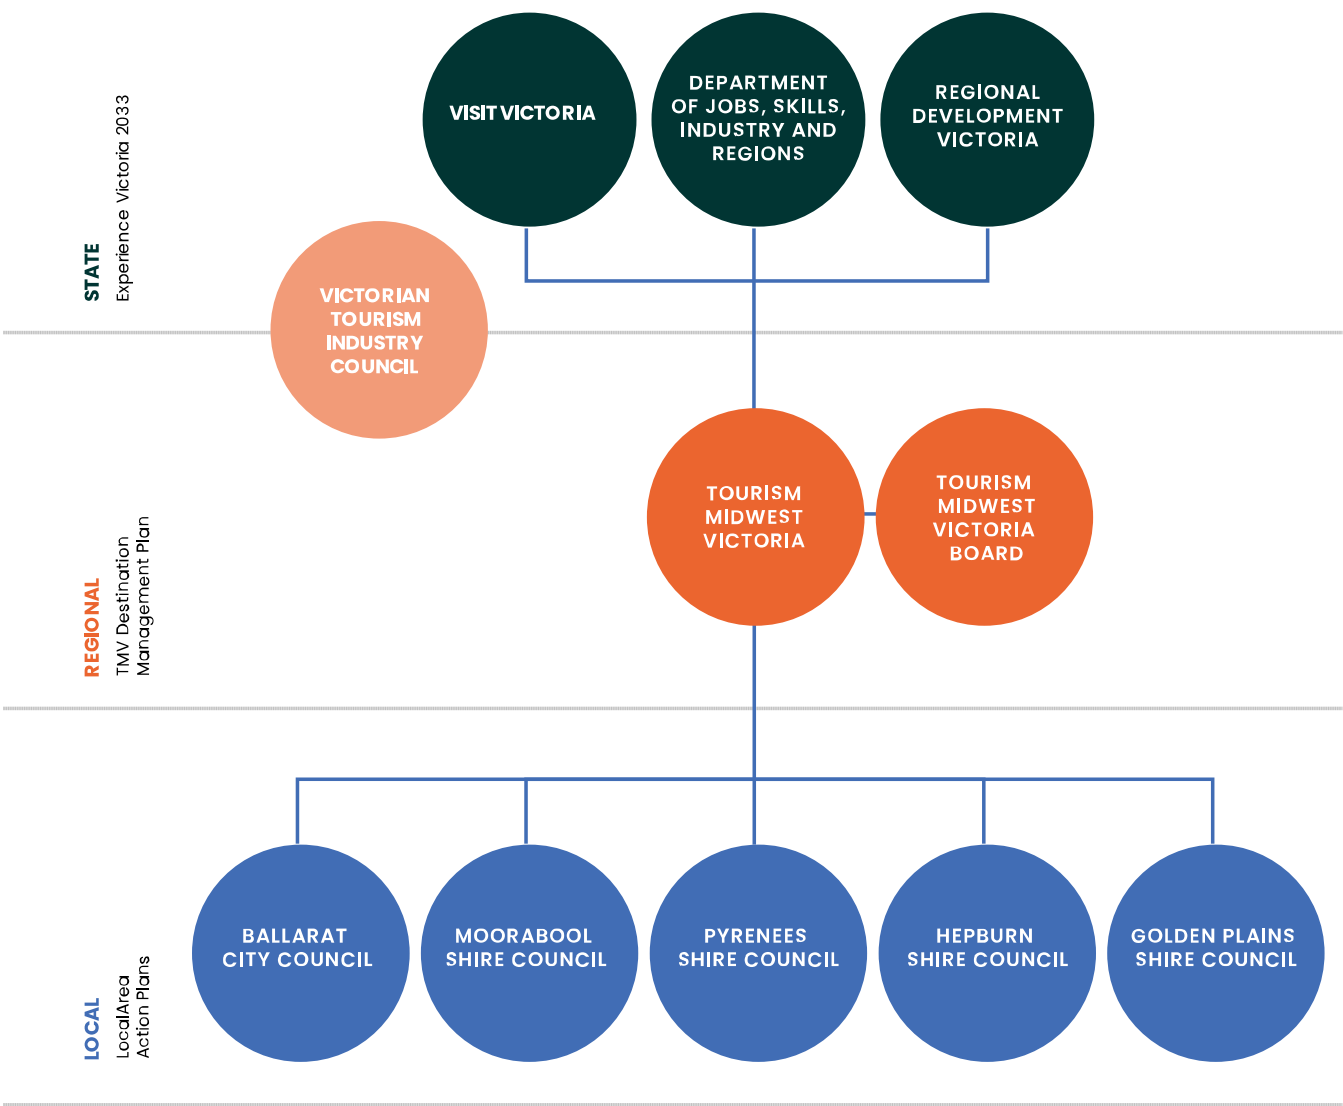 STATE
Experience Victoria 2033
VISIT VICTORIA
DEPARTMENT
OF JOBS, SKILLS,
INDUSTRY AND
REGIONS
REGIONAL
DEVELOPMENT
VICTORIA
VICTORIAN
TOURISM
INDUSTRY
COUNCIL
REGIONAL
TMV Destination
Management Plan
TOURISM
MIDWEST
VICTORIA
TOURISM
MIDWEST
VICTORIA
BOARD
LOCAL
LocalArea
Action Plans
BALLARAT
CITY COUNCIL
MOORABOOL
SHIRE COUNCIL
PYRENEES
SHIRE COUNCIL
HEPBURN
SHIRE COUNCIL
GOLDEN PLAINS
SHIRE COUNCIL